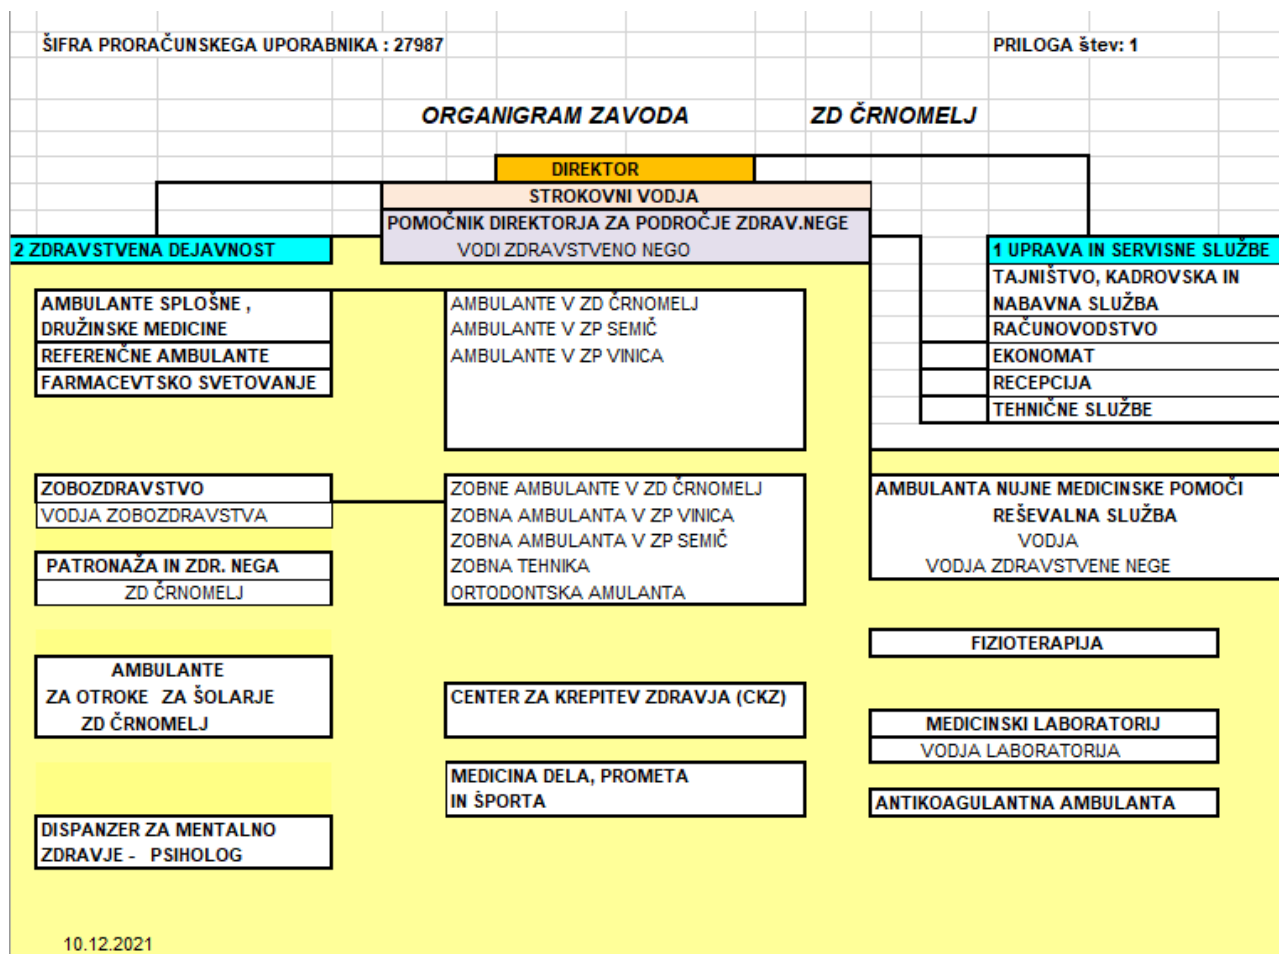 ŠIFRA PRORAČUNSKEGA UPORABNIKA : 27987
PRILOGA štev: 1
ORGANIGRAM ZAVODA ZD ČRNOMELJ
DIREKTOR
STROKOVNI VODJA
POMOČNIK DIREKTORJA ZA PODROČJE ZDRAV.NEGE
VODI ZDRAVSTVENO NEGO
2 ZDRAVSTVENA DEJAVNOST
AMBULANTE SPLOŠNE ,
DRUŽINSKE MEDICINE
REFERENČNE AMBULANTE
FARMACEVTSKO SVETOVANJE
AMBULANTE V ZD ČRNOMELJ
AMBULANTE V ZP SEMIČ
AMBULANTE V ZP VINICA
1 UPRAVA IN SERVISNE SLUŽBE
TAJNIŠTVO, KADROVSKA IN
NABAVNA SLUŽBA
RAČUNOVODSTVO
EKONOMAT
RECEPCIJA
TEHNIČNE SLUŽBE
ZOBOZDRAVSTVO
VODJA ZOBOZDRAVSTVA
PATRONAŽA IN ZDR. NEGA
ZD ČRNOMELJ
ZOBNE AMBULANTE V ZD ČRNOMELJ
ZOBNA AMBULANTA V ZP VINICA
ZOBNA AMBULANTA V ZP SEMIČ
ZOBNA TEHNIKA
ORTODONTSKA AMULANTA
AMBULANTA NUJNE MEDICINSKE POMOČI
REŠEVALNA SLUŽBA
VODJA
VODJA ZDRAVSTVENE NEGE
AMBULANTE
ZA OTROKE ZA ŠOLARJE
ZD ČRNOMELJ
CENTER ZA KREPITEV ZDRAVJA (CKZ)
FIZIOTERAPIJA
MEDICINSKI LABORATORIJ
VODJA LABORATORIJA
MEDICINA DELA, PROMETA
IN ŠPORTA
ANTIKOAGULANTNA AMBULANTA
DISPANZER ZA MENTALNO
ZDRAVJE - PSIHOLOG
10.12.2021